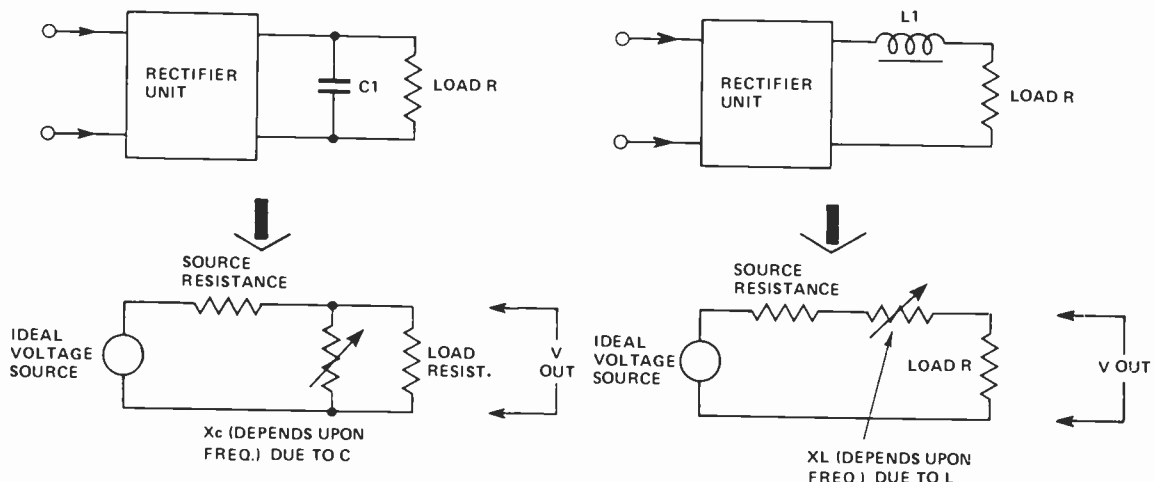 RECTIFIER
UNIT
C1
LOAD R
SOURCE
RESISTANCE
IDEAL
VOLTAGE
SOURCE
LOAD
RESIST.
V
OUT
Xc (DEPENDS UPON
FREQ.) DUE TO C
L1
RECTIFIER
UNIT
LOAD R
SOURCE
RESISTANCE
IDEAL
VOLTAGE
SOURCE
LOAD R
V OUT
XL (DEPENDS UPON
FREQ.) DUE TO L